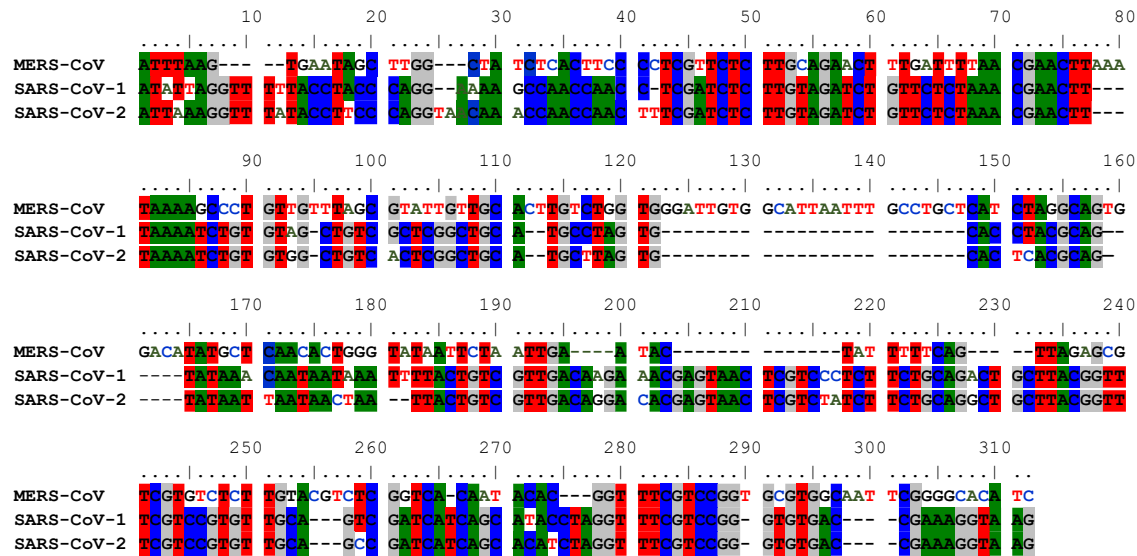 10 20 30 40 50 60 70 80
MERS-CoV ATTTAAG---- TGAATAGC TTGG---CTA TCTCACTTCC CCTCGTTCTC TTGCAGAACT TTGATTTTAA CGAACTTAAA
SARS-CoV-1 ATATTAGGTT TTTACCTACC CAGG--AAAA GCCAACCAAC C-TCGATCTC TTGTAGATCT GTTCTCTAAA CGAACTT---
SARS-CoV-2 ATTAAAGGTT TATACCTTCC CAGGTAACAA ACCAACCAAC TTTCGATCTC TTGTAGATCT GTTCTCTAAA CGAACTT---
90 100 110 120 130 140 150 160
MERS-CoV TAAAAGCCCT GTTGTTTAGC GTATTGTTGC ACTTGTCTGG TGGGATTGTG GCATTAATTT GCCTGCTCAT CTAGGCAGTG
SARS-CoV-1 TAAAATCTGT GTAG-CTGTC GCTCGGCTGC A--TGCCTAG TG-------- ---------- -------CAC CTACGCAG--
SARS-CoV-2 TAAAATCTGT GTGG-CTGTC ACTCGGCTGC A--TGCTTAG TG-------- ---------- -------CAC TCACGCAG--
170 180 190 200 210 220 230 240
MERS-CoV GACATATGCT CAACACTGGG TATAATTCTA ATTGA----A TAC------- -------TAT TTTTCAG--- --TTAGAGCG
SARS-CoV-1 ----TATAAA CAATAATAAA TTTTACTGTC GTTGACAAGA AACGAGTAAC TCGTCCCTCT TCTGCAGACT GCTTACGGTT
SARS-CoV-2 ----TATAAT TAATAACTAA --TTACTGTC GTTGACAGGA CACGAGTAAC TCGTCTATCT TCTGCAGGCT GCTTACGGTT
250 260 270 280 290 300 310
MERS-CoV TCGTGTCTCT TGTACGTCTC GGTCA-CAAT ACAC---GGT TTCGTCCGGT GCGTGGCAAT TCGGGGCACA TC
SARS-CoV-1 TCGTCCGTGT TGCA---GTC GATCATCAGC ATACCTAGGT TTCGTCCGG- GTGTGAC--- -CGAAAGGTA AG
SARS-CoV-2 TCGTCCGTGT TGCA---GCC GATCATCAGC ACATCTAGGT TTCGTCCGG- GTGTGAC--- -CGAAAGGTA AG